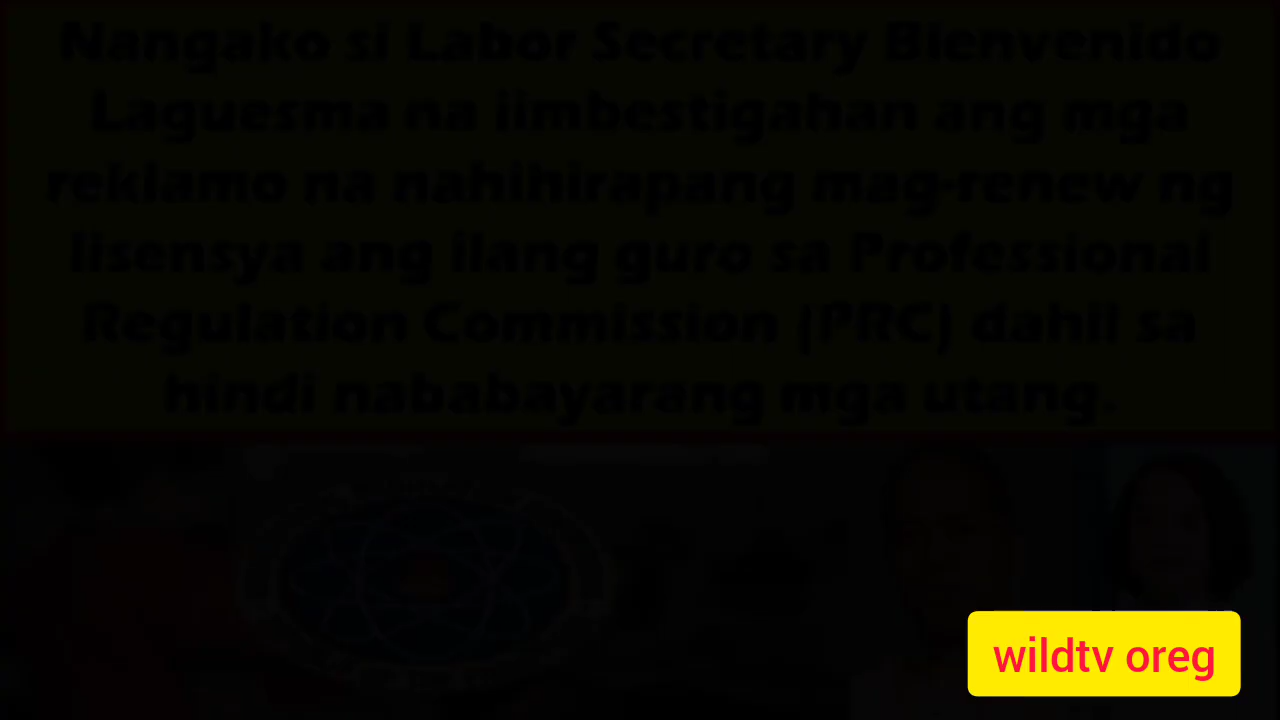 Nangako si Labor Secretary Bienvenido
Laguesma na iimbestigahan ang mga
reklamo na nahihirapang mag-renew ng
lisensya ang ilang guro sa Professional
Regulation Commission (PRC) dahil sa
hindi nababayarang mga utang.
wildtv oreg